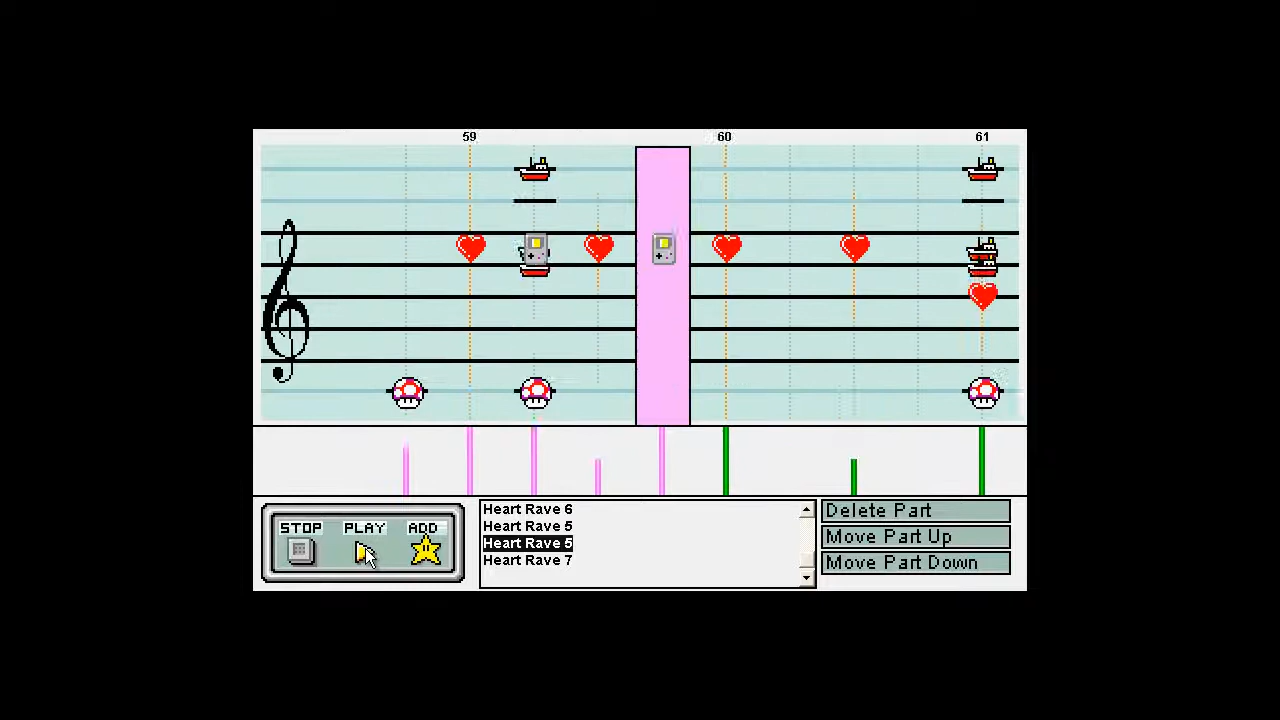 59 60 61
STOP PLAY ADD
Heart Rave 6
Heart Rave 5
Heart Rave 5
Heart Rave 7
Delete Part
Move Part Up
Move Part Down